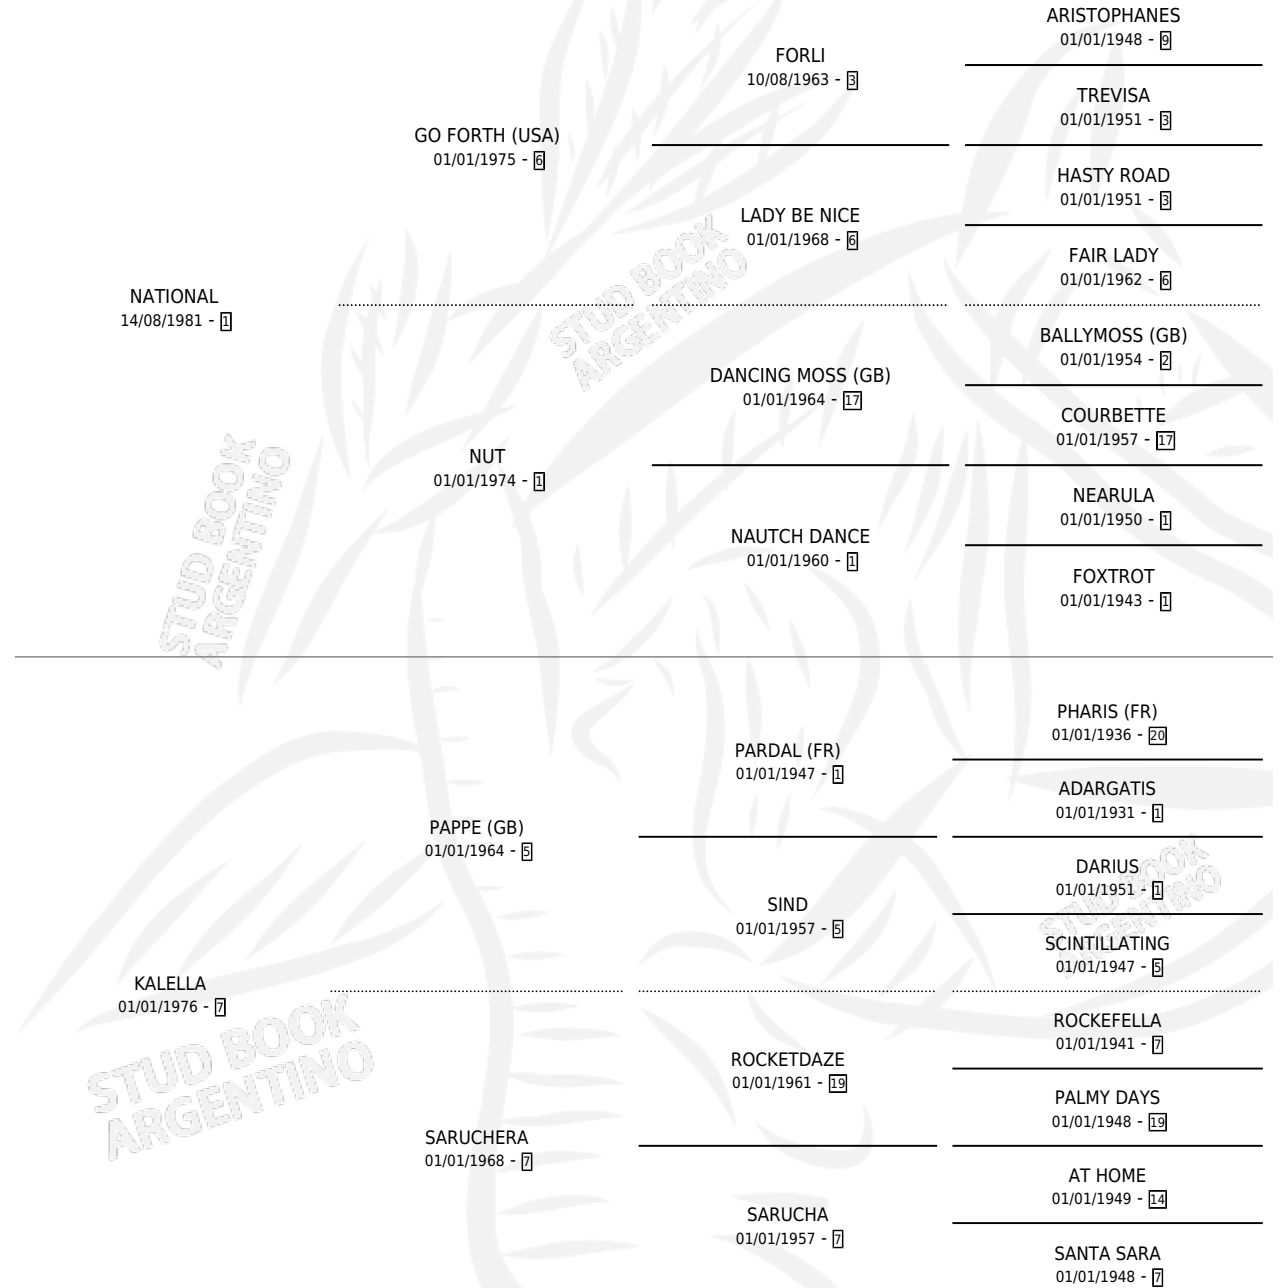 ARISTOPHANES
01/01/1948 - 9
FORLI
10/08/1963 - 3
TREVISA
01/01/1951 - 3
GO FORTH (USA)
01/01/1975 - 6
HASTY ROAD
01/01/1951 - 3
LADY BE NICE
01/01/1968 - 6
FAIR LADY
01/01/1962 - 6
NATIONAL
14/08/1981 - 1
BALLYMOSS (GB)
01/01/1954 - 2
DANCING MOSS (GB)
01/01/1964 - 17
COURBETTE
01/01/1957 - 17
NUT
01/01/1974 - 1
NEARULA
01/01/1950 - 1
NAUTCH DANCE
01/01/1960 - 1
FOXTROT
01/01/1943 - 1
PHARIS (FR)
01/01/1936 - 20
PARDAL (FR)
01/01/1947 - 1
ADARGATIS
01/01/1931 - 1
PAPPE (GB)
01/01/1964 - 5
DARIUS
01/01/1951 - 1
SIND
01/01/1957 - 5
SCINTILLATING
01/01/1947 - 5
KALELLA
01/01/1976 - 7
ROCKEFELLA
01/01/1941 - 7
ROCKETDAZE
01/01/1961 - 19
PALMY DAYS
01/01/1948 - 19
SARUCHERA
01/01/1968 - 7
AT HOME
01/01/1949 - 14
SARUCHA
01/01/1957 - 7
SANTA SARA
01/01/1948 - 7
STUD BOOK
ARGENTINO
STUD BOOK
ARGENTINO
STUD BOOK
ARGENTINO
STUD BOOK
ARGENTINO